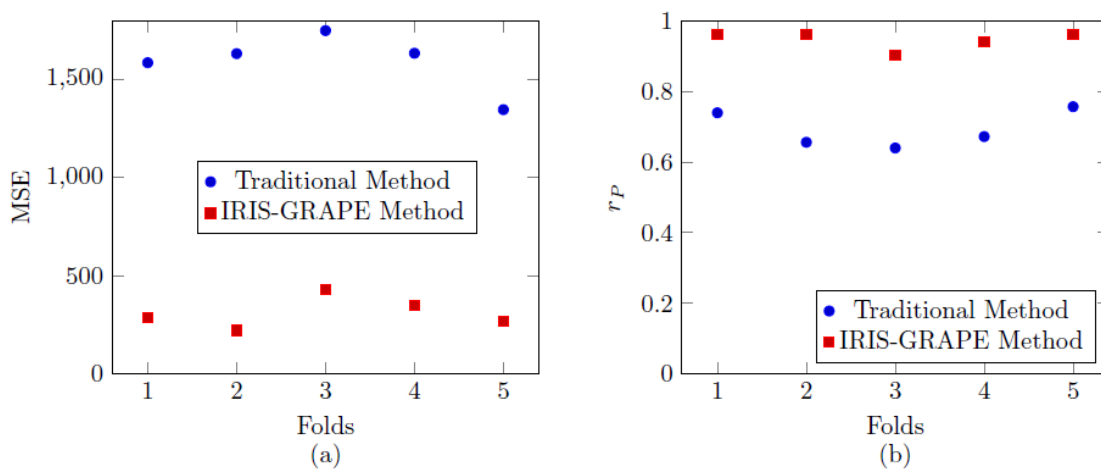 MSE
1,500
1,000
500
0
Traditional Method
IRIS-GRAPE Method
1 2 3 4 5
Folds
(a)
r_P
1
0.8
0.6
0.4
0.2
0
Traditional Method
IRIS-GRAPE Method
1 2 3 4 5
Folds
(b)